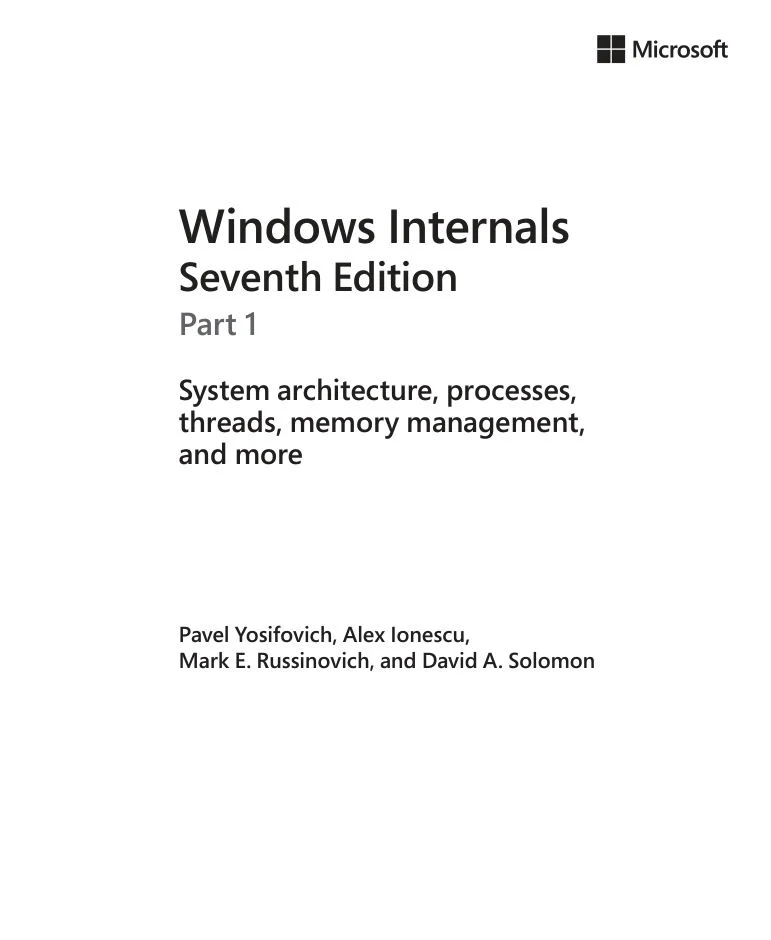 Microsoft
Windows Internals
Seventh Edition
Part 1
System architecture, processes,
threads, memory management,
and more
Pavel Yosifovich, Alex Ionescu,
Mark E. Russinovich, and David A. Solomon